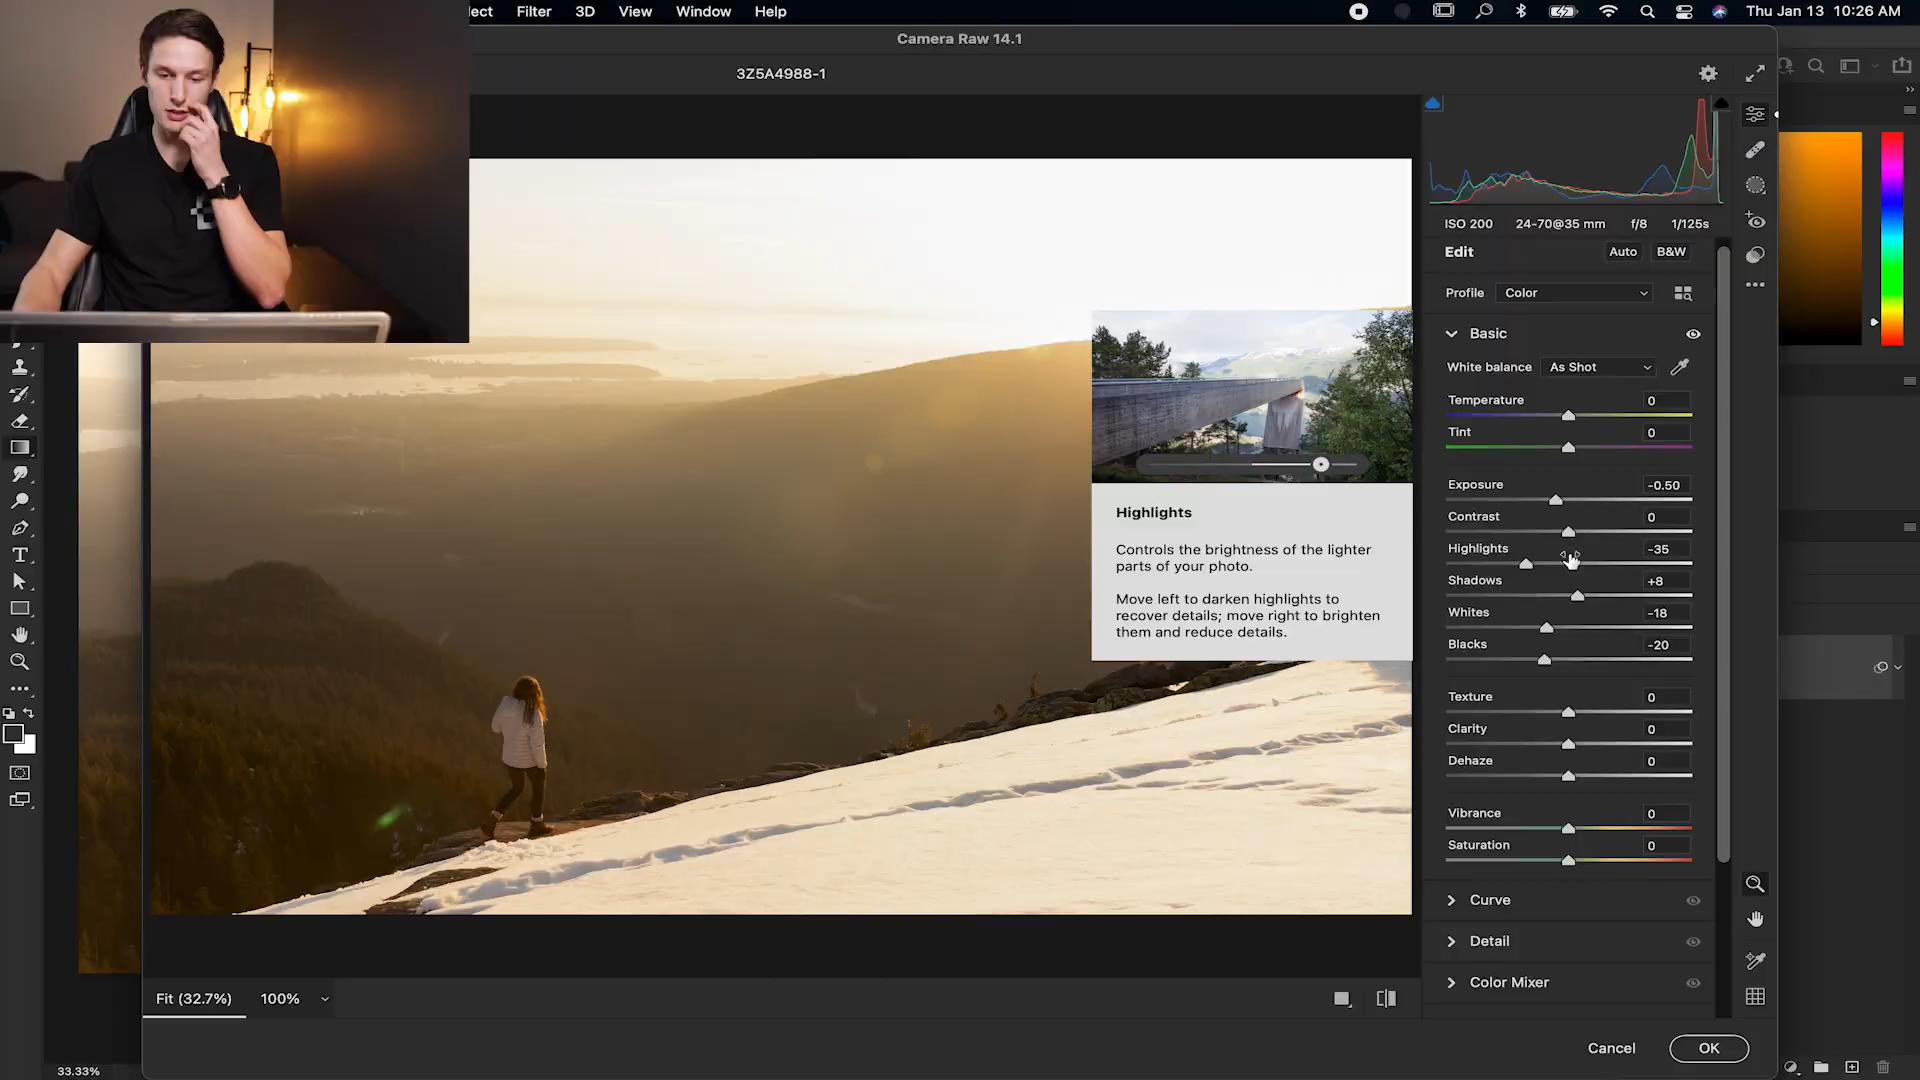 ect Filter 3D View Window Help Thu Jan 13 10:26 AM
Camera Raw 14.1
3Z5A4988-1
ISO 200 24-70@35 mm f/8 1/125s
Edit Auto B&W
Profile Color
Basic
White balance As Shot
Temperature 0
Tint 0
Exposure -0.50
Contrast 0
Highlights -35
Shadows +8
Whites -18
Blacks -20
Texture 0
Clarity 0
Dehaze 0
Vibrance 0
Saturation 0
Curve
Detail
Color Mixer
Highlights
Controls the brightness of the lighter
parts of your photo.
Move left to darken highlights to
recover details; move right to brighten
them and reduce details.
Fit (32.7%) 100%
Cancel OK
33.33%